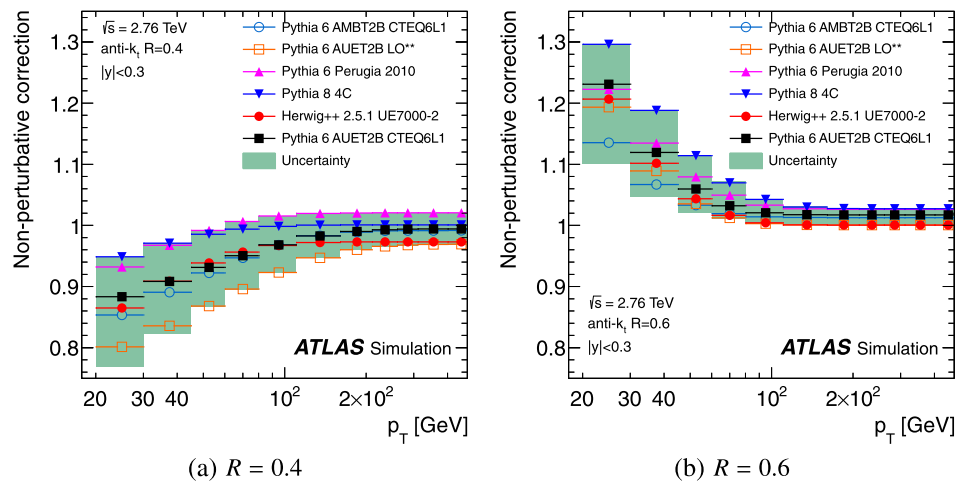 Non-perturbative correction
1.3
1.2
1.1
1
0.9
0.8
√s = 2.76 TeV
anti-kt R=0.4
|y|<0.3
Pythia 6 AMBT2B CTEQ6L1
Pythia 6 AUET2B LO**
Pythia 6 Perugia 2010
Pythia 8 4C
Herwig++ 2.5.1 UE7000-2
Pythia 6 AUET2B CTEQ6L1
Uncertainty
ATLAS Simulation
20 30 40 10² 2×10²
pT [GeV]
(a) R = 0.4
Non-perturbative correction
1.3
1.2
1.1
1
0.9
0.8
Pythia 6 AMBT2B CTEQ6L1
Pythia 6 AUET2B LO**
Pythia 6 Perugia 2010
Pythia 8 4C
Herwig++ 2.5.1 UE7000-2
Pythia 6 AUET2B CTEQ6L1
Uncertainty
√s = 2.76 TeV
anti-kt R=0.6
|y|<0.3
ATLAS Simulation
20 30 40 10² 2×10²
pT [GeV]
(b) R = 0.6